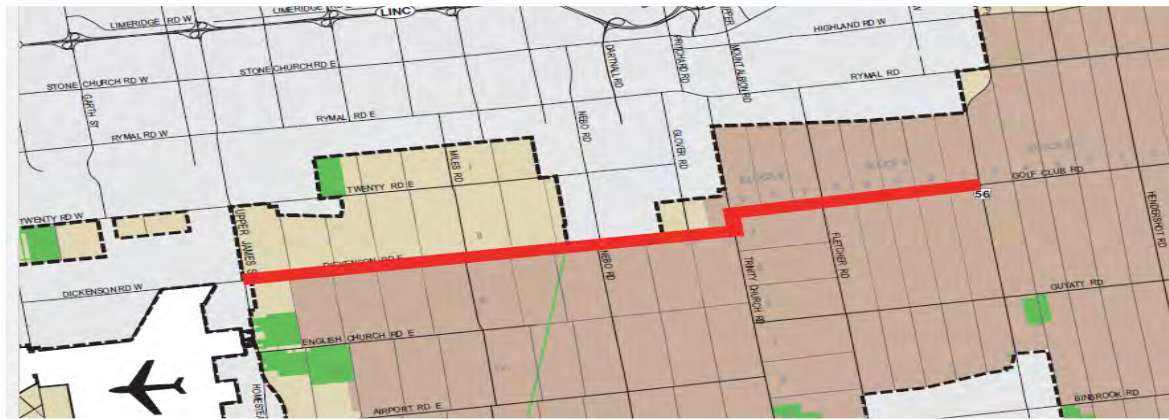 LIMERIDGE RD W
LIMERIDGE RD E
LINC
HIGHLAND RD W
STONE CHURCH RD W
STONE CHURCH RD E
GARTH ST
DARTNALL RD
PRITCHARD RD
UPPER
MOUNT ALBION RD
RYMAL RD
RYMAL RD W
RYMAL RD E
NEBO RD
GLOVER RD
MILES RD
TWENTY RD W
TWENTY RD E
UPPER JAMES ST
GOLF CLUB RD
56
HENDERSHOT RD
DICKENSON RD W
DICKENSON RD E
NEBO RD
TRINITY CHURCH RD
FLETCHER RD
GUYATT RD
ENGLISH CHURCH RD E
HOMESTEA
AIRPORT RD E
BINBROOK RD